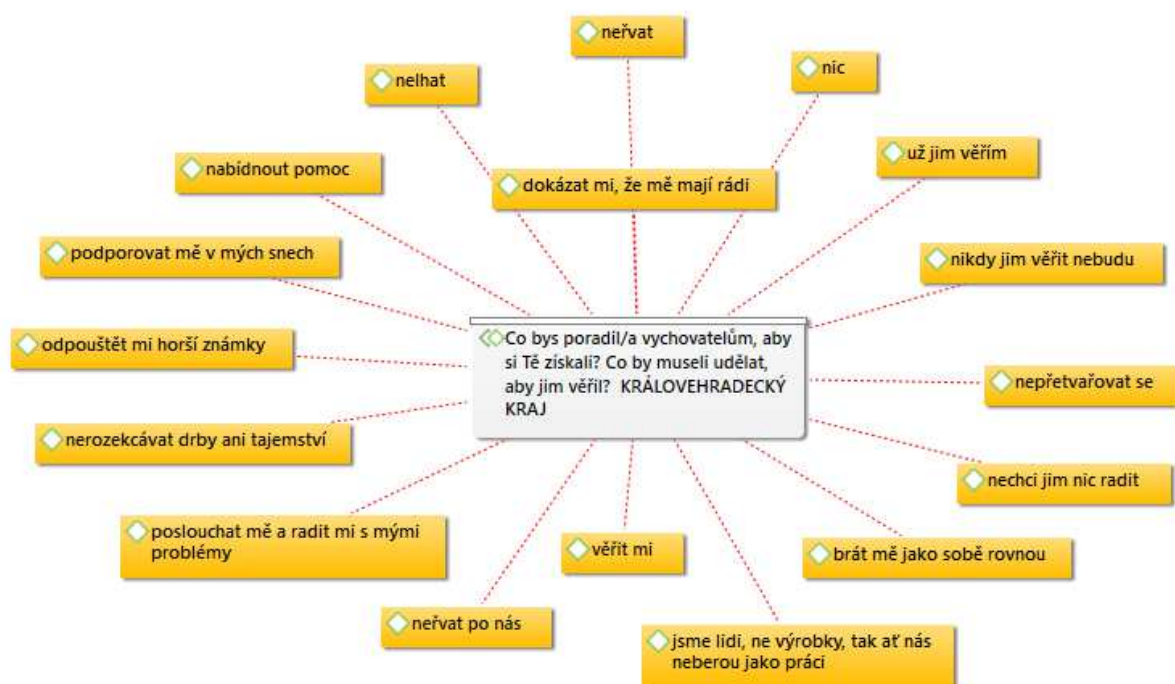 neřvat
nic
nelhat
už jim věřím
nabídnout pomoc
dokázat mi, že mě mají rádi
podporovat mě v mých snech
nikdy jim věřit nebudu
Co bys poradil/a vychovatelům, aby
si Tě získali? Co by museli udělat,
aby jim věřil? KRÁLOVEHRADECKÝ
KRAJ
odpouštět mi horší známky
nepřetvařovat se
nerozekcávat drby ani tajemství
nechci jim nic radit
poslouchat mě a radit mi s mými
problémy
věřit mi
brát mě jako sobě rovnou
neřvat po nás
jsme lidi, ne výrobky, tak ať nás
neberou jako práci